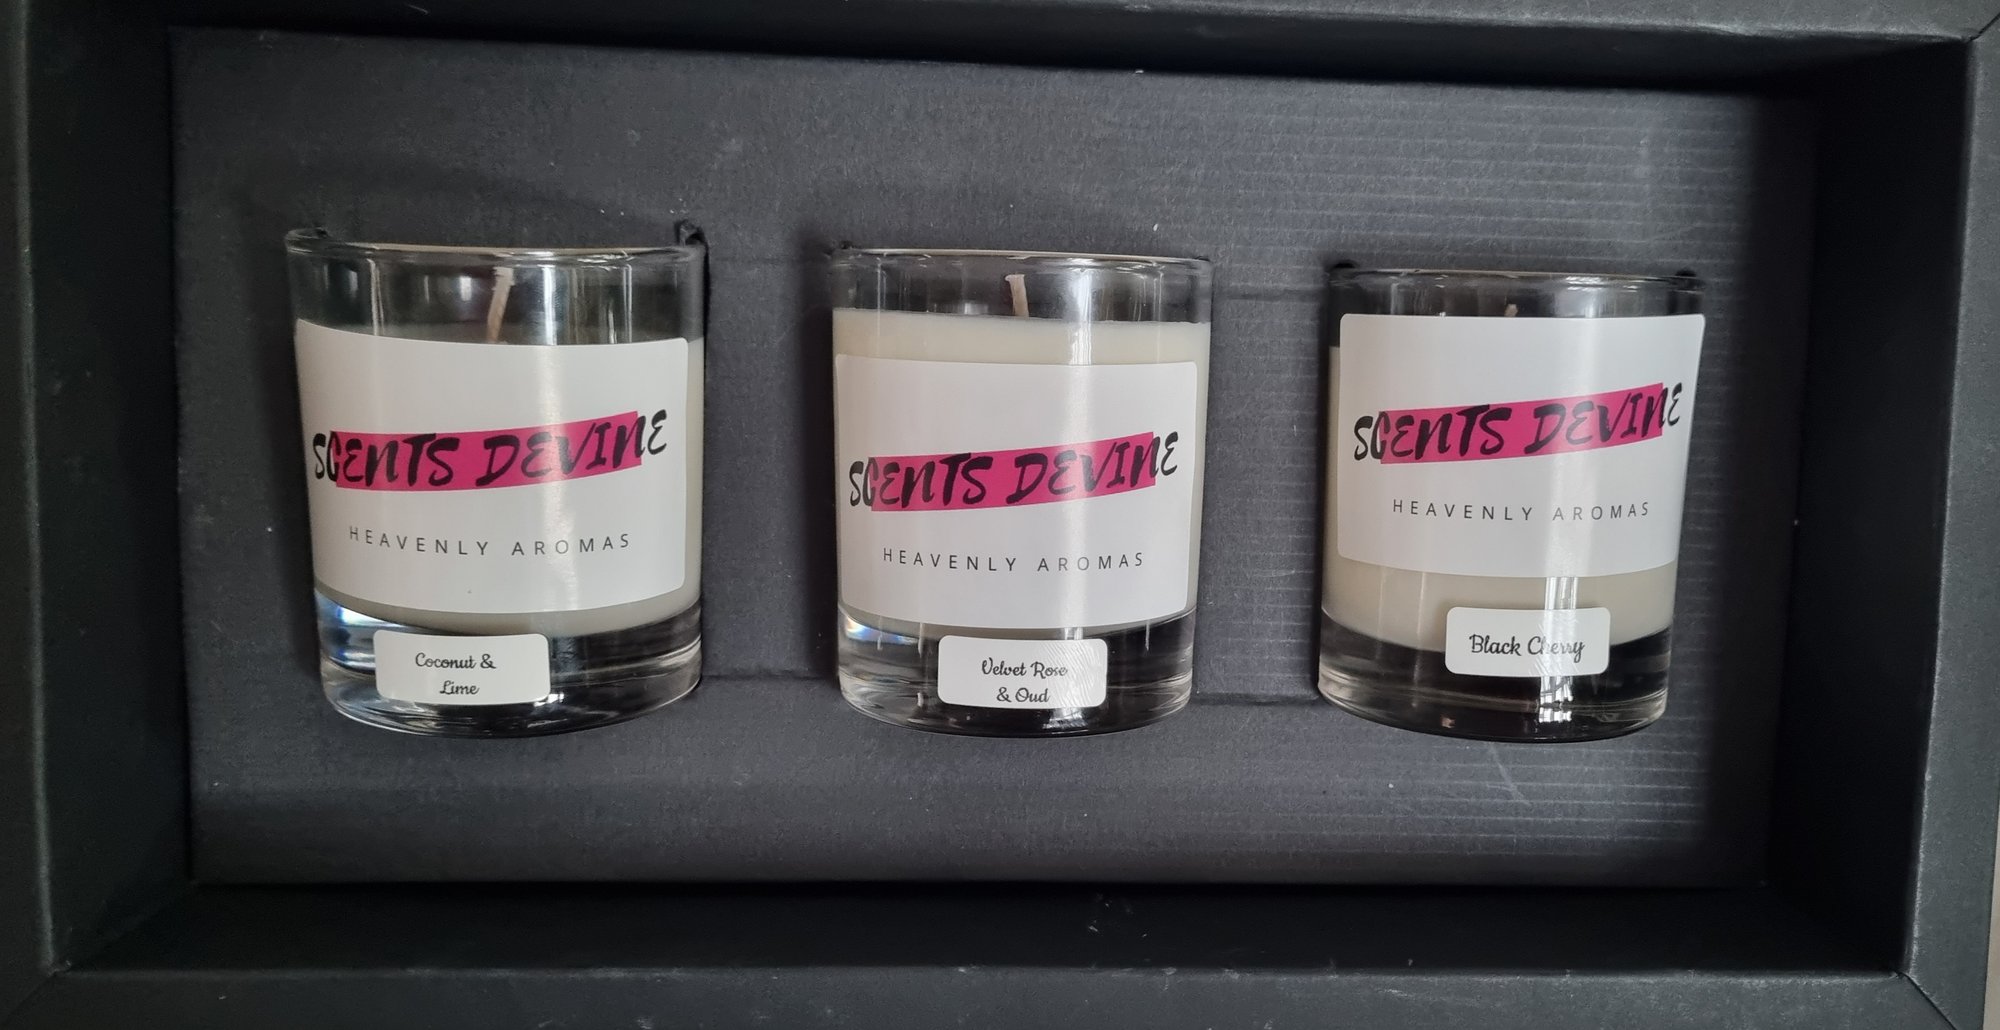 SCENTS DEVINE
HEAVENLY AROMAS
Coconut &
Lime
SCENTS DEVINE
HEAVENLY AROMAS
Velvet Rose
& Oud
SCENTS DEVINE
HEAVENLY AROMAS
Black Cherry